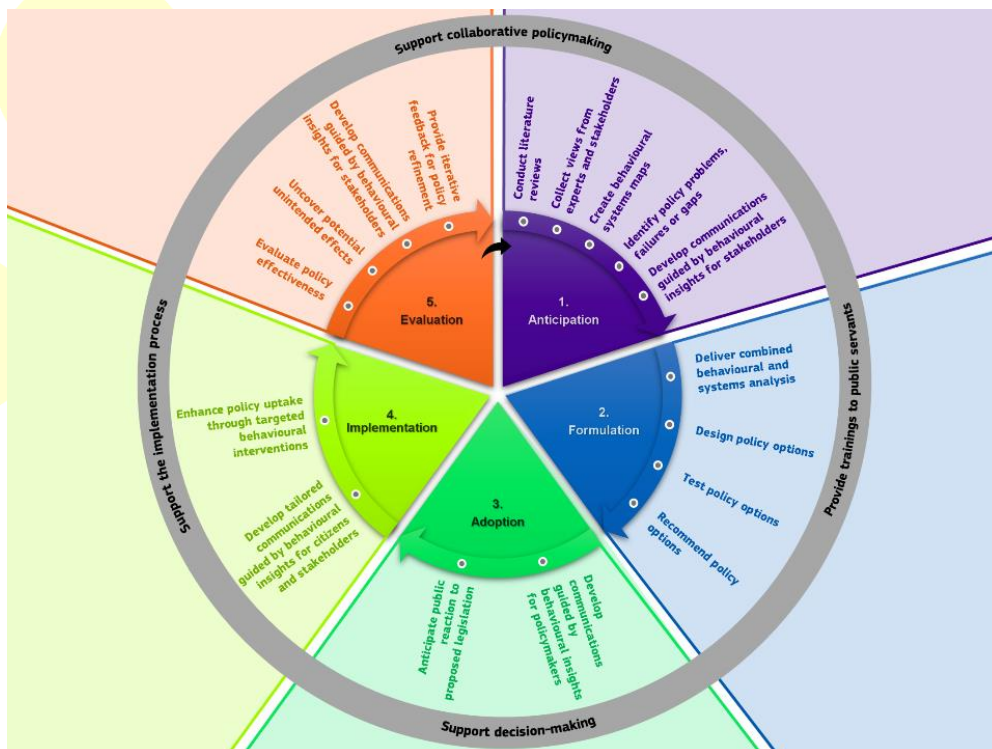 Support collaborative policymaking
Conduct literature
reviews
Collect views from
experts and stakeholders
Create behavioural
systems maps
Identify policy problems,
failures or gaps
Develop communications
guided by behavioural
insights for stakeholders
1.
Anticipation
Provide trainings to public servants
Deliver combined
behavioural and
systems analysis
Design policy options
Test policy options
Recommend policy
options
2.
Formulation
Support decision-making
Develop
communications
guided by
behavioural insights
for policymakers
Anticipate public
reaction to
proposed legislation
3.
Adoption
Support the implementation process
Develop tailored
communications
guided by behavioural
insights for citizens
and stakeholders
Enhance policy uptake
through targeted
behavioural
interventions
4.
Implementation
Evaluate policy
effectiveness
Uncover potential
unintended effects
Develop communications
guided by behavioural
insights for stakeholders
Provide iterative
feedback for policy
refinement
5.
Evaluation